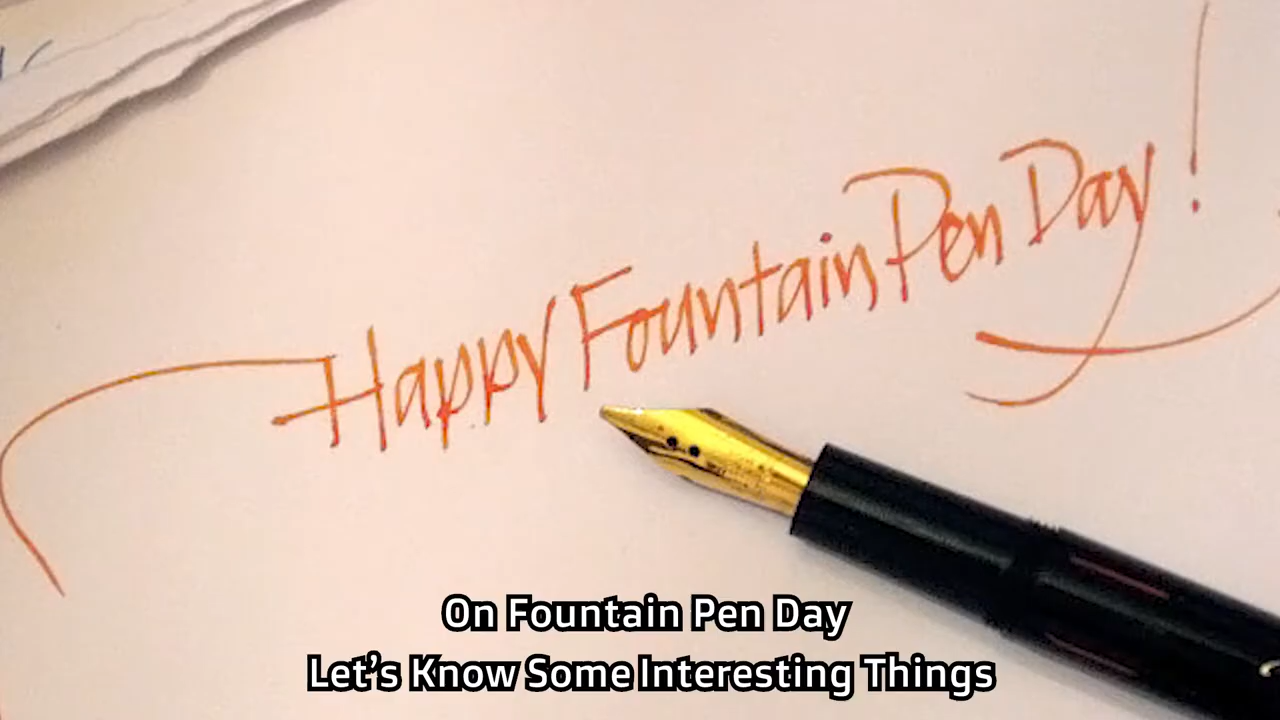 Happy Fountain Pen Day!
On Fountain Pen Day
Let’s Know Some Interesting Things